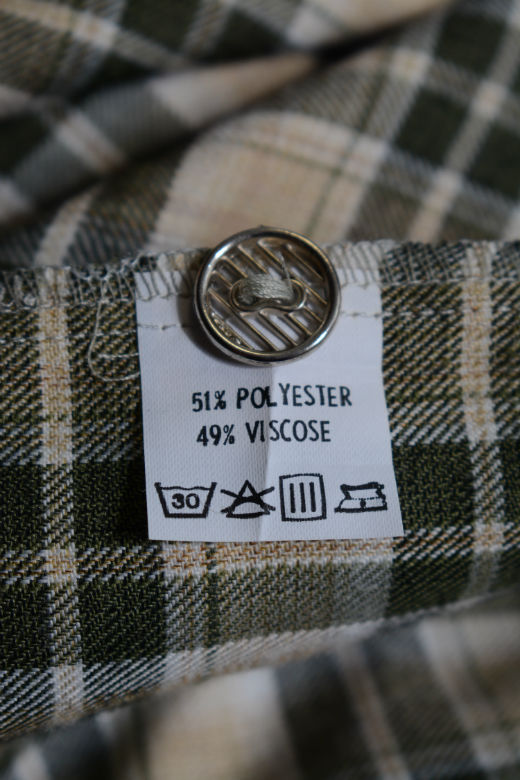 51% POLYESTER
49% VISCOSE
30